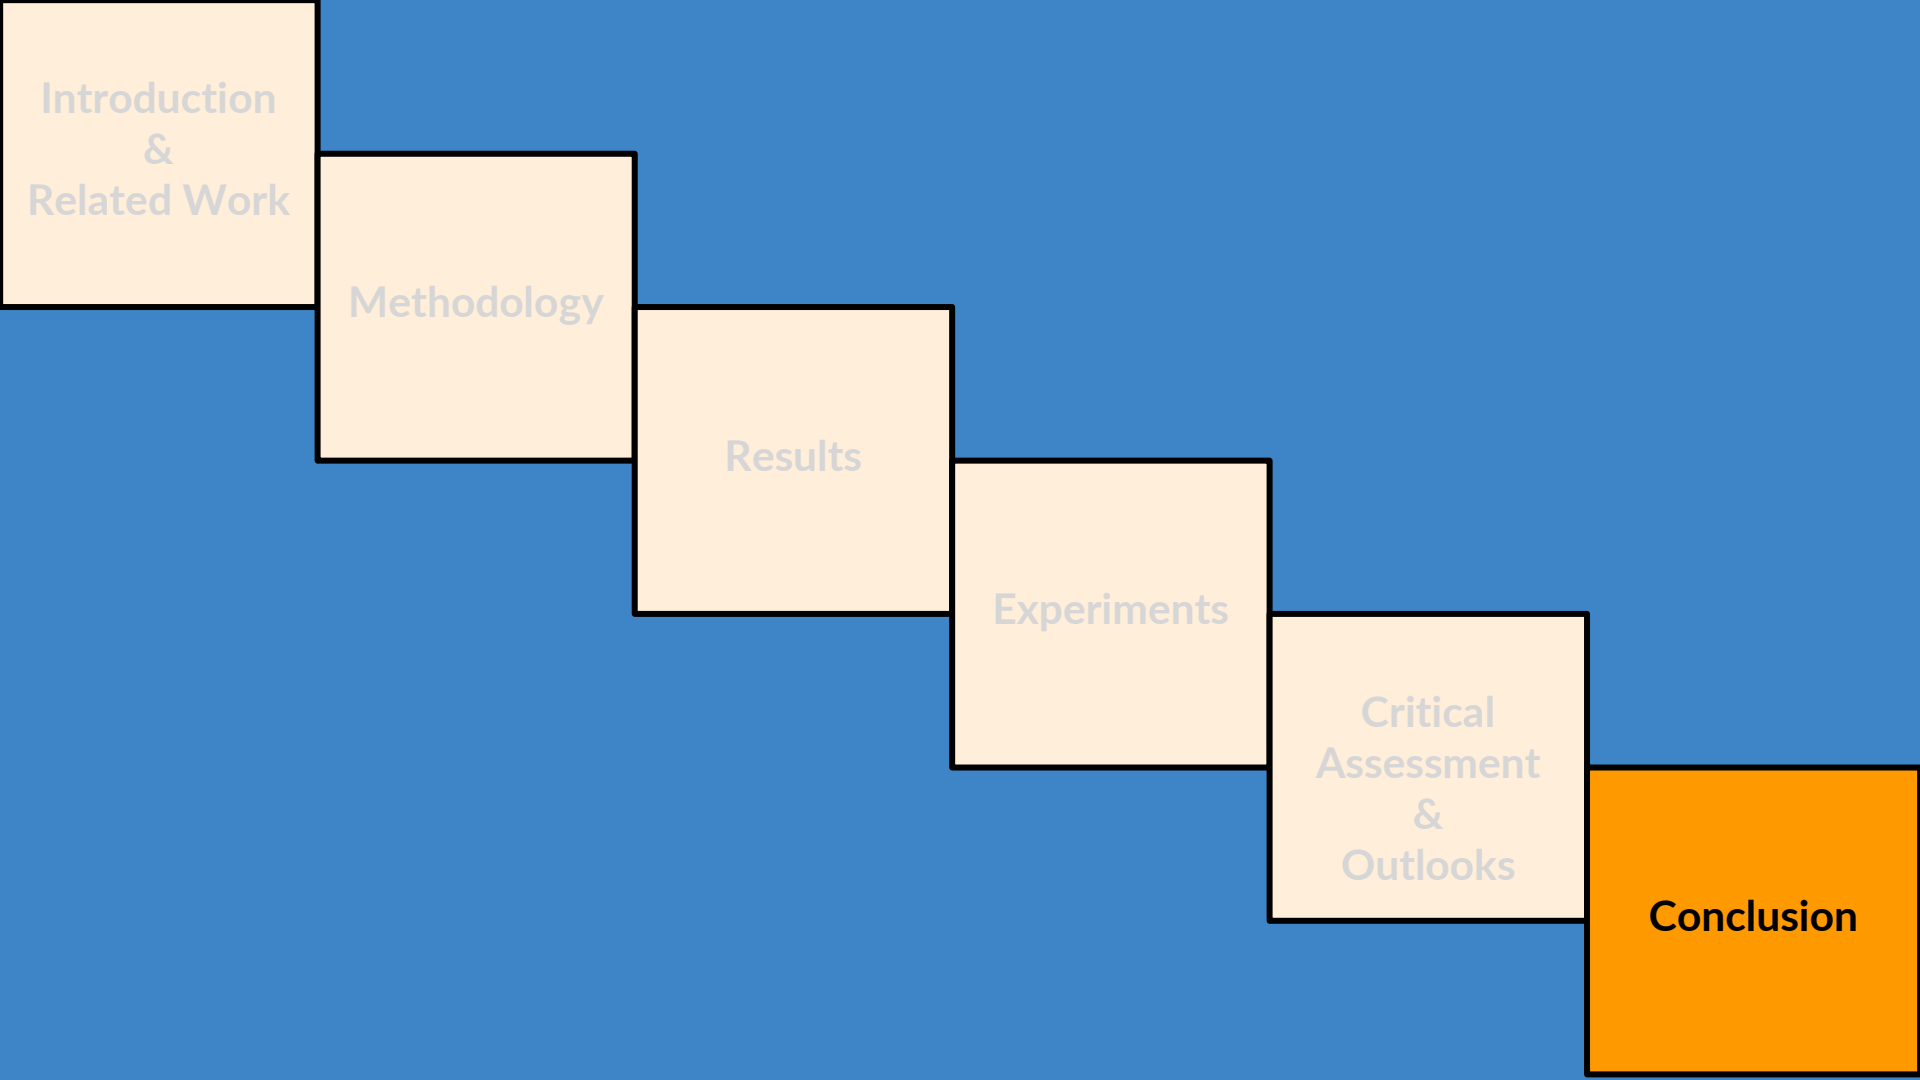 Introduction
&
Related Work
Methodology
Results
Experiments
Critical
Assessment
&
Outlooks
Conclusion